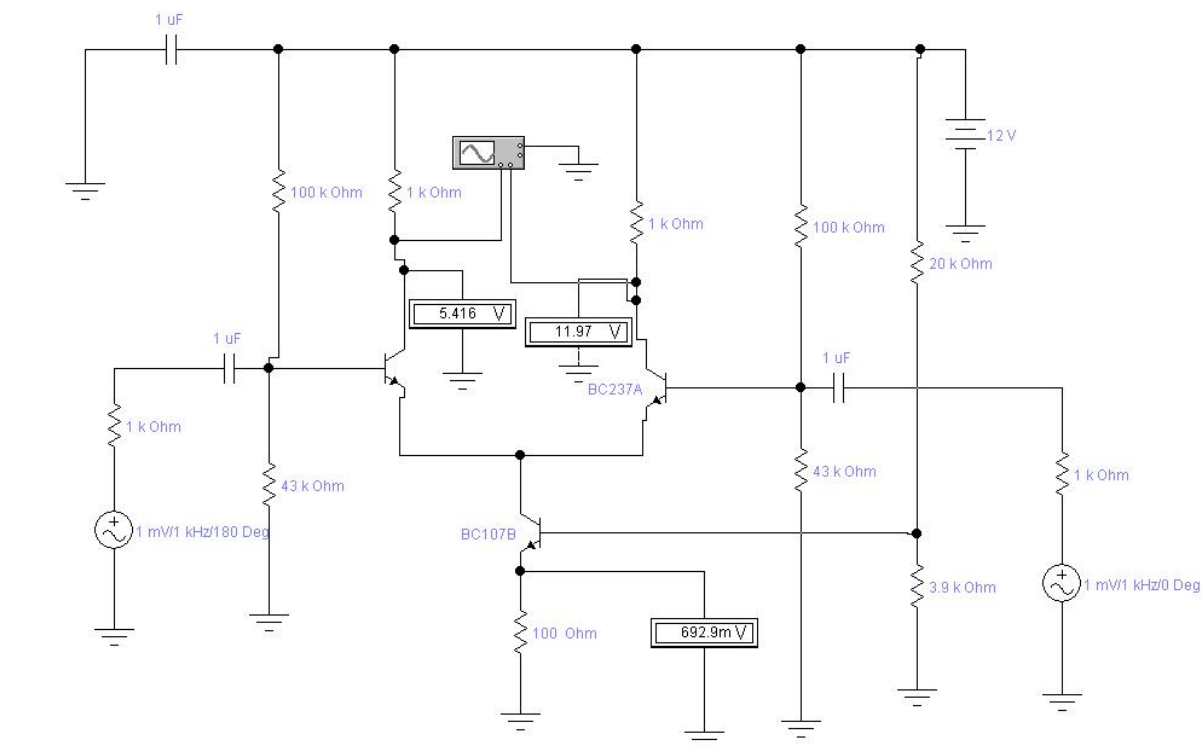 1 uF
12 V
100 k Ohm
1 k Ohm
1 k Ohm
100 k Ohm
20 k Ohm
5.416 V
11.97 V
1 uF
1 uF
BC237A
1 k Ohm
43 k Ohm
43 k Ohm
1 k Ohm
1 mV/1 kHz/180 Deg
BC107B
3.9 k Ohm
1 mV/1 kHz/0 Deg
100 Ohm
692.9m V